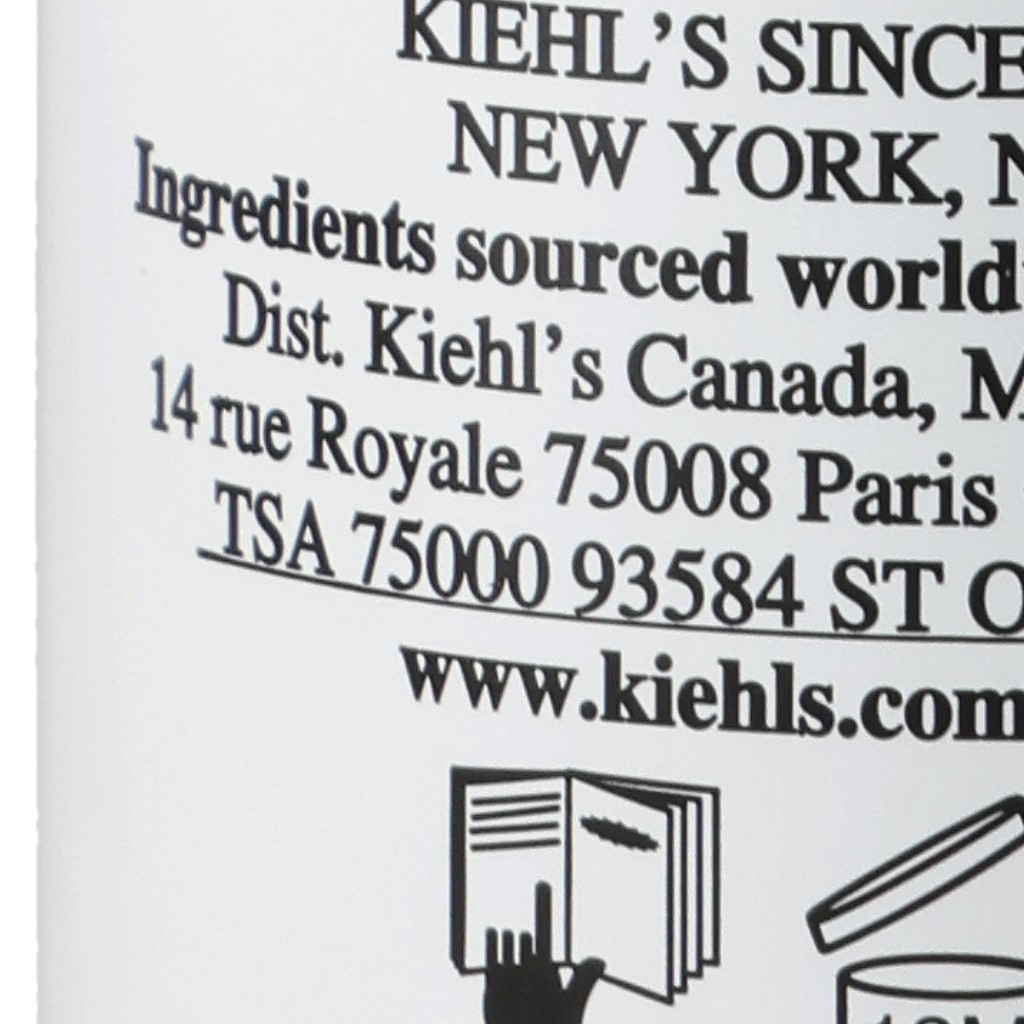 KIEHL'S SINCE
NEW YORK,
Ingredients sourced
Dist. Kiehl's Canada,
14 rue Royale 75008 Paris
TSA 75000 93584 ST
www.kiehls.com